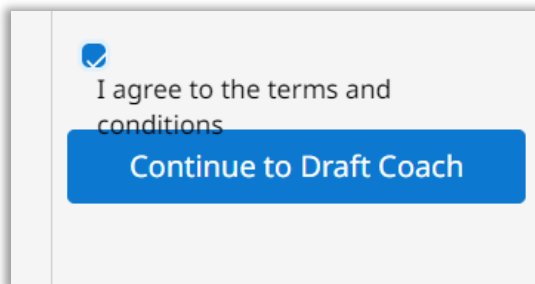 I agree to the terms and
conditions
Continue to Draft Coach